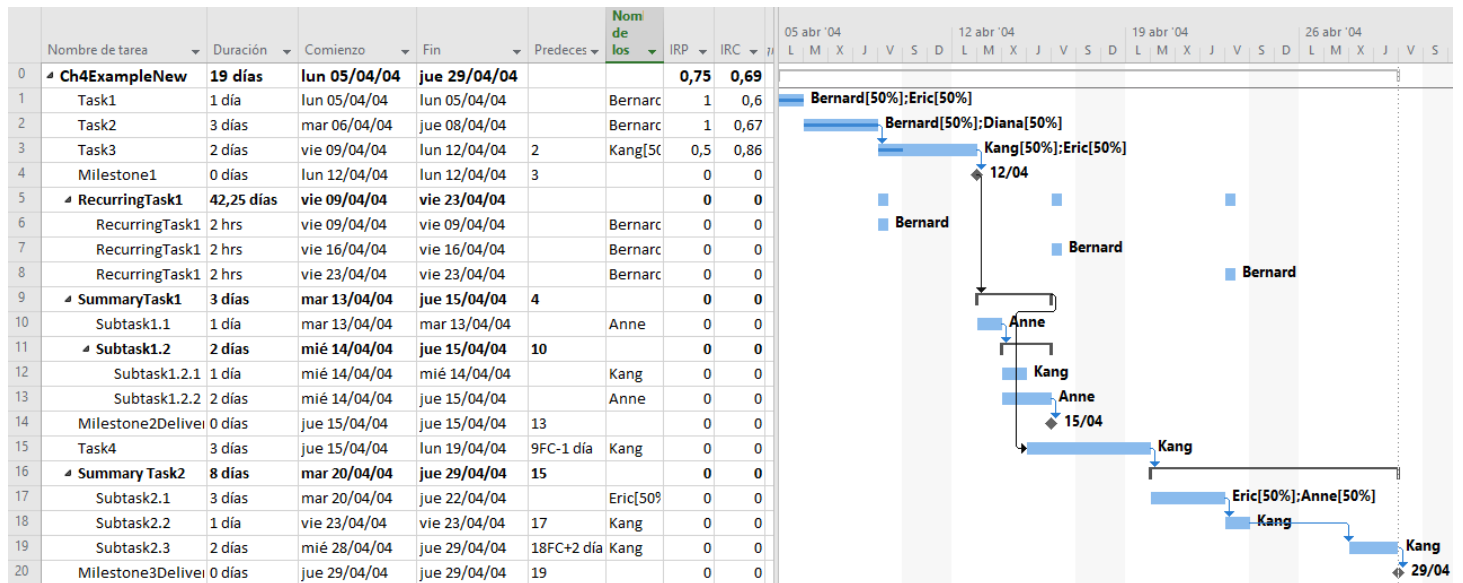 Nom
de
los
Nombre de tarea Duración Comienzo Fin Predeces IRP IRC
05 abr '04 12 abr '04 19 abr '04 26 abr '04
L M X J V S D L M X J V S D L M X J V S D L M X J V S
0 Ch4ExampleNew 19 días lun 05/04/04 jue 29/04/04 0,75 0,69
1 Task1 1 día lun 05/04/04 lun 05/04/04 Bernarc 1 0,6 Bernard[50%];Eric[50%]
2 Task2 3 días mar 06/04/04 jue 08/04/04 Bernarc 1 0,67 Bernard[50%];Diana[50%]
3 Task3 2 días vie 09/04/04 lun 12/04/04 2 Kang[50 0,5 0,86 Kang[50%];Eric[50%]
4 Milestone1 0 días lun 12/04/04 lun 12/04/04 3 0 0 12/04
5 RecurringTask1 42,25 días vie 09/04/04 vie 23/04/04 0 0
6 RecurringTask1 2 hrs vie 09/04/04 vie 09/04/04 Bernarc 0 0 Bernard
7 RecurringTask1 2 hrs vie 16/04/04 vie 16/04/04 Bernarc 0 0 Bernard
8 RecurringTask1 2 hrs vie 23/04/04 vie 23/04/04 Bernarc 0 0 Bernard
9 SummaryTask1 3 días mar 13/04/04 jue 15/04/04 4 0 0
10 Subtask1.1 1 día mar 13/04/04 mar 13/04/04 Anne 0 0 Anne
11 Subtask1.2 2 días mié 14/04/04 jue 15/04/04 10 0 0
12 Subtask1.2.1 1 día mié 14/04/04 mié 14/04/04 Kang 0 0 Kang
13 Subtask1.2.2 2 días mié 14/04/04 jue 15/04/04 Anne 0 0 Anne
14 Milestone2Deliver 0 días jue 15/04/04 jue 15/04/04 13 0 0 15/04
15 Task4 3 días jue 15/04/04 lun 19/04/04 9FC-1 día Kang 0 0 Kang
16 Summary Task2 8 días mar 20/04/04 jue 29/04/04 15 0 0
17 Subtask2.1 3 días mar 20/04/04 jue 22/04/04 Eric[50% 0 0 Eric[50%];Anne[50%]
18 Subtask2.2 1 día vie 23/04/04 vie 23/04/04 17 Kang 0 0 Kang
19 Subtask2.3 2 días mié 28/04/04 jue 29/04/04 18FC+2 día Kang 0 0 Kang
20 Milestone3Deliver 0 días jue 29/04/04 jue 29/04/04 19 0 0 29/04